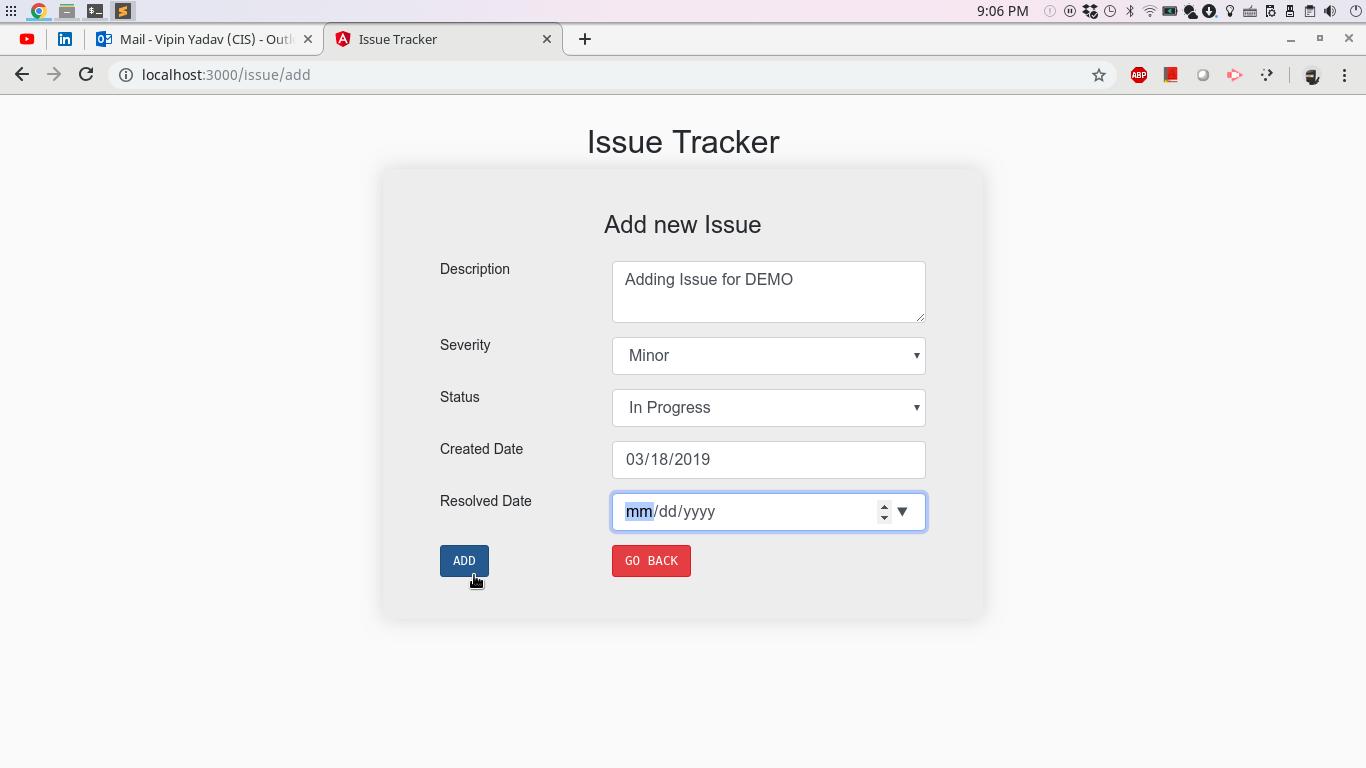 9:06 PM
Mail - Vipin Yadav (CIS) - Outl
Issue Tracker
localhost:3000/issue/add
ABP
Issue Tracker
Add new Issue
Description
Adding Issue for DEMO
Severity
Minor
Status
In Progress
Created Date
03/18/2019
Resolved Date
mm/dd/yyyy
ADD
GO BACK